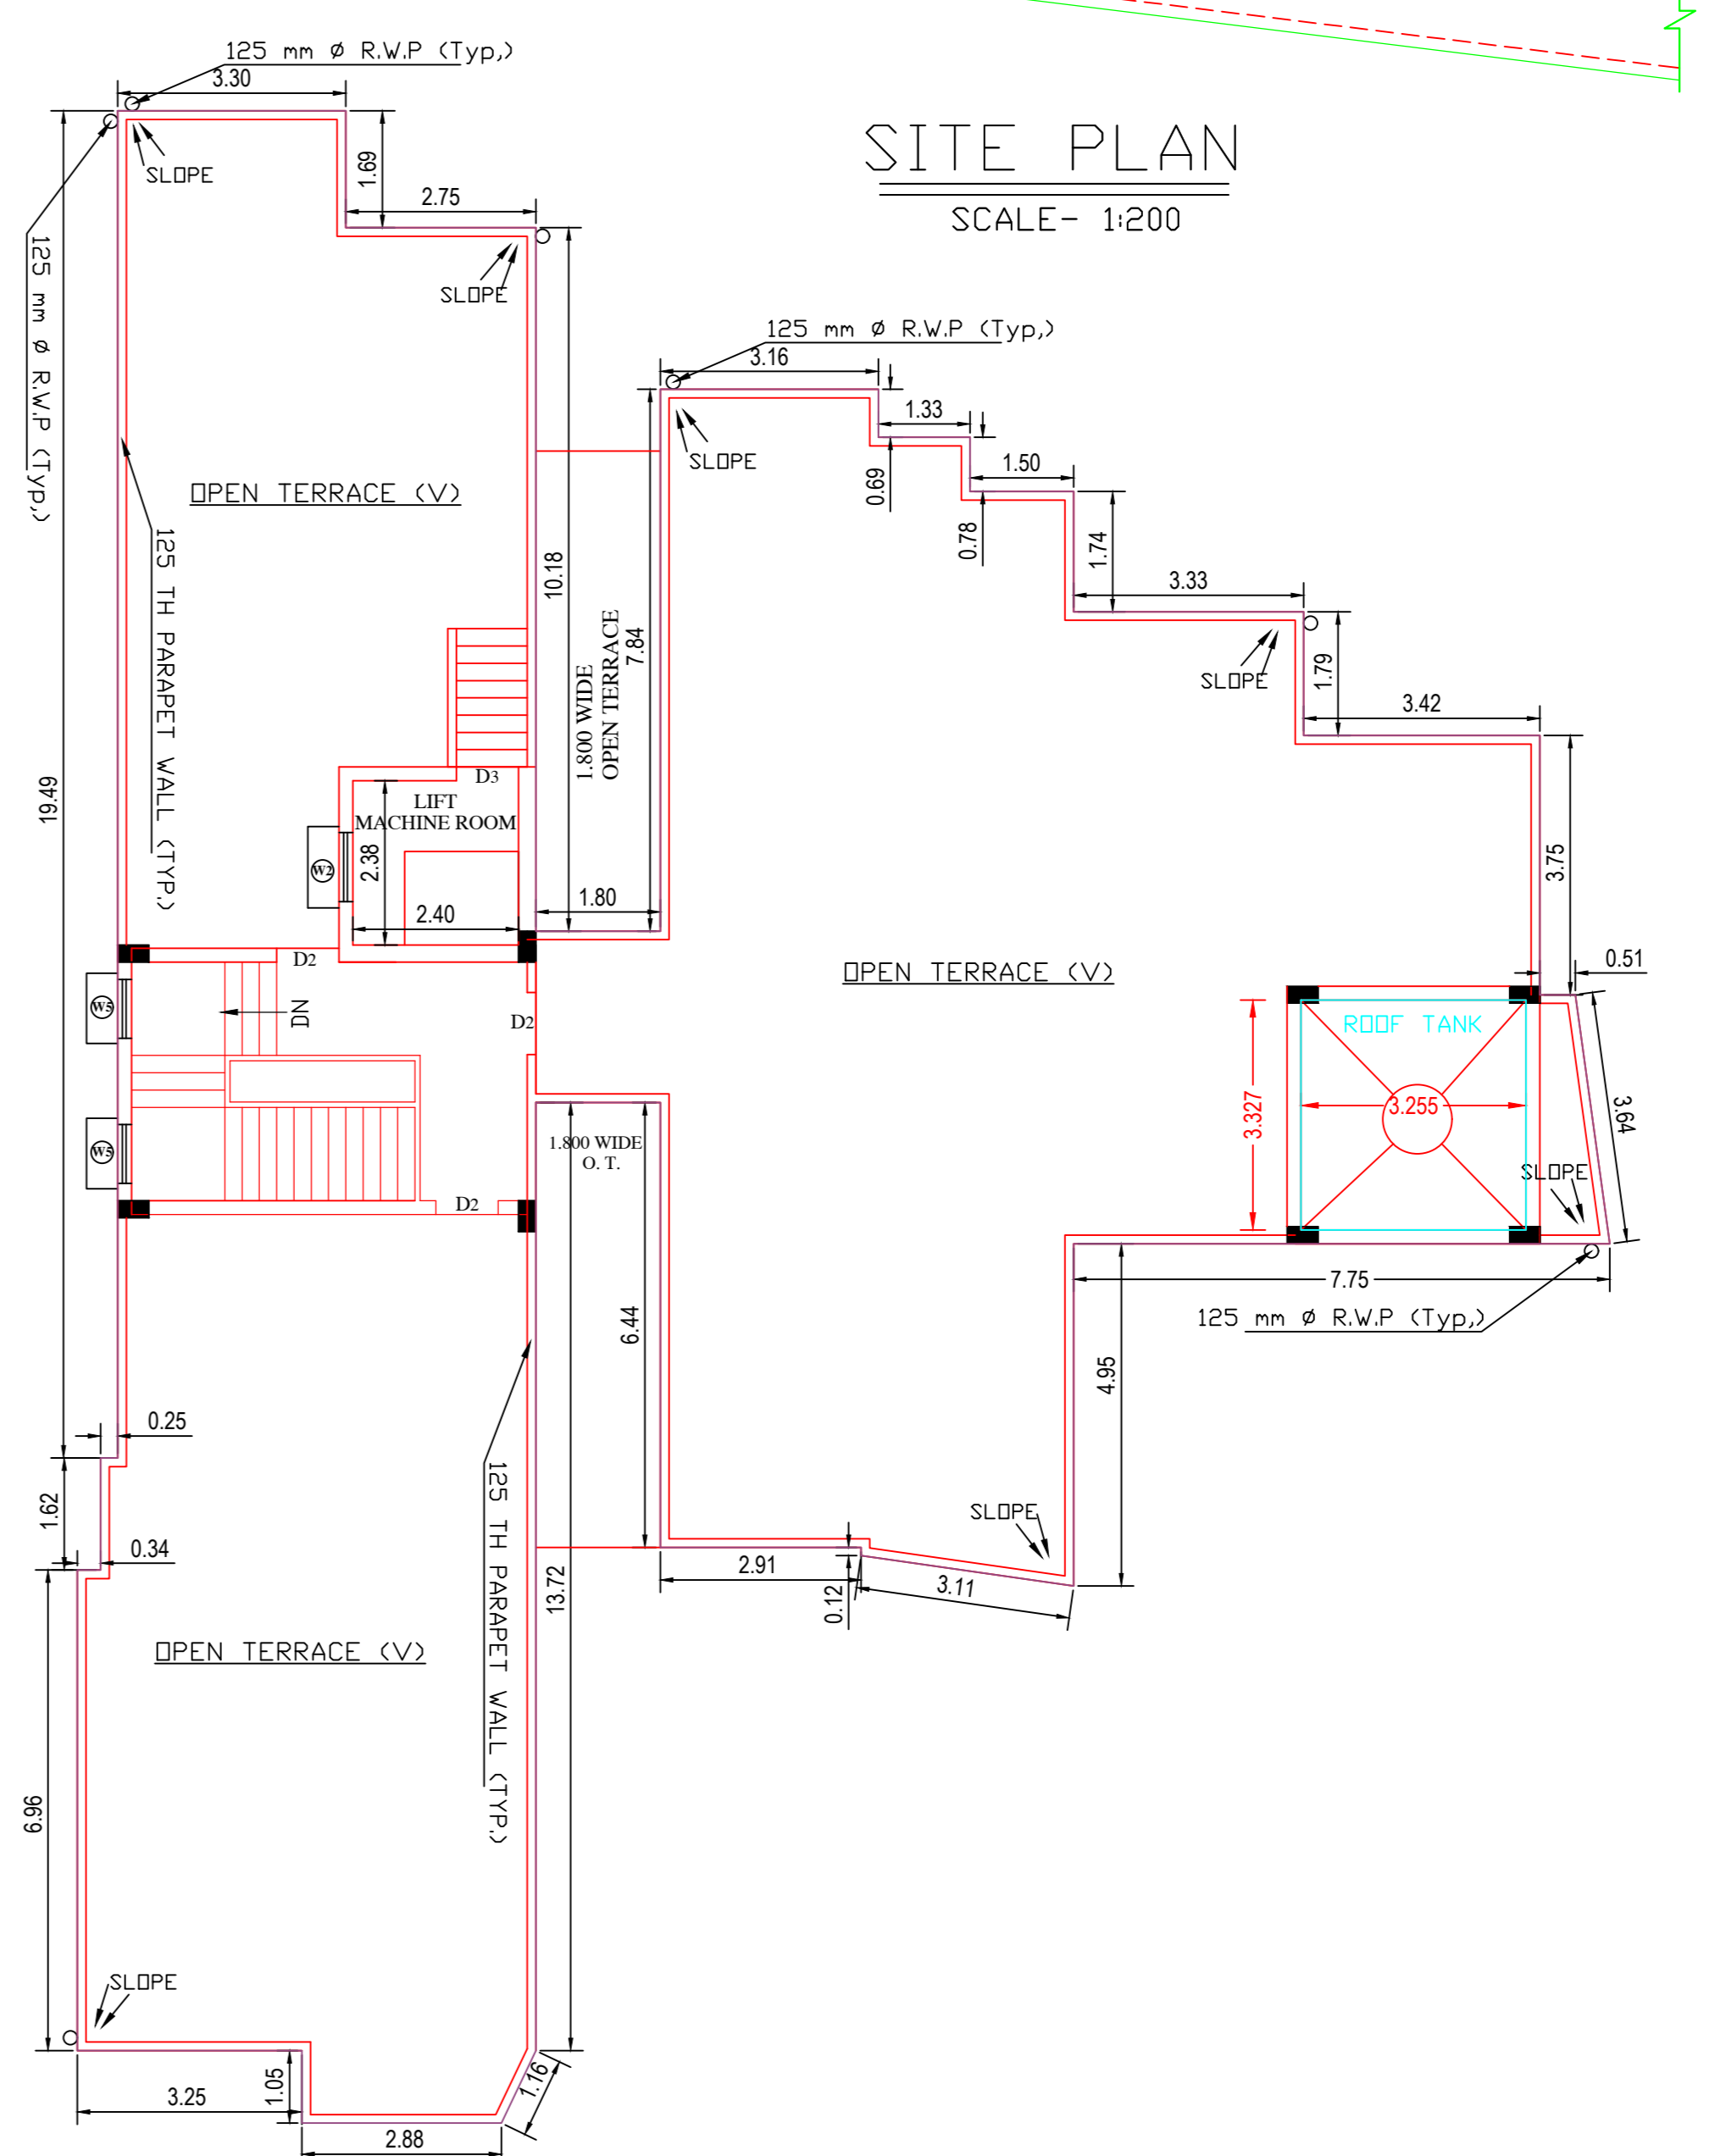 125 mm Ø R.W.P (Typ,)
3.30
SITE PLAN
SCALE- 1:200
1.69
SLOPE
2.75
125 mm Ø R.W.P (Typ,)
SLOPE
125 mm Ø R.W.P (Typ,)
3.16
1.33
SLOPE
0.69
1.50
0.78
1.74
OPEN TERRACE (V)
10.18
3.33
125 TH PARAPET WALL (TYP.)
1.800 WIDE
OPEN TERRACE
7.84
1.79
SLOPE
3.42
19.49
D3
LIFT
MACHINE ROOM
W2
2.38
2.40
1.80
3.75
D2
OPEN TERRACE (V)
0.51
W5
DN
D2
ROOF TANK
3.327
3.255
3.64
W5
1.800 WIDE
O. T.
SLOPE
D2
7.75
125 mm Ø R.W.P (Typ,)
6.44
4.95
0.25
1.62
0.34
125 TH PARAPET WALL (TYP.)
SLOPE
13.72
2.91
0.12
3.11
OPEN TERRACE (V)
6.96
SLOPE
3.25
1.05
1.16
2.88